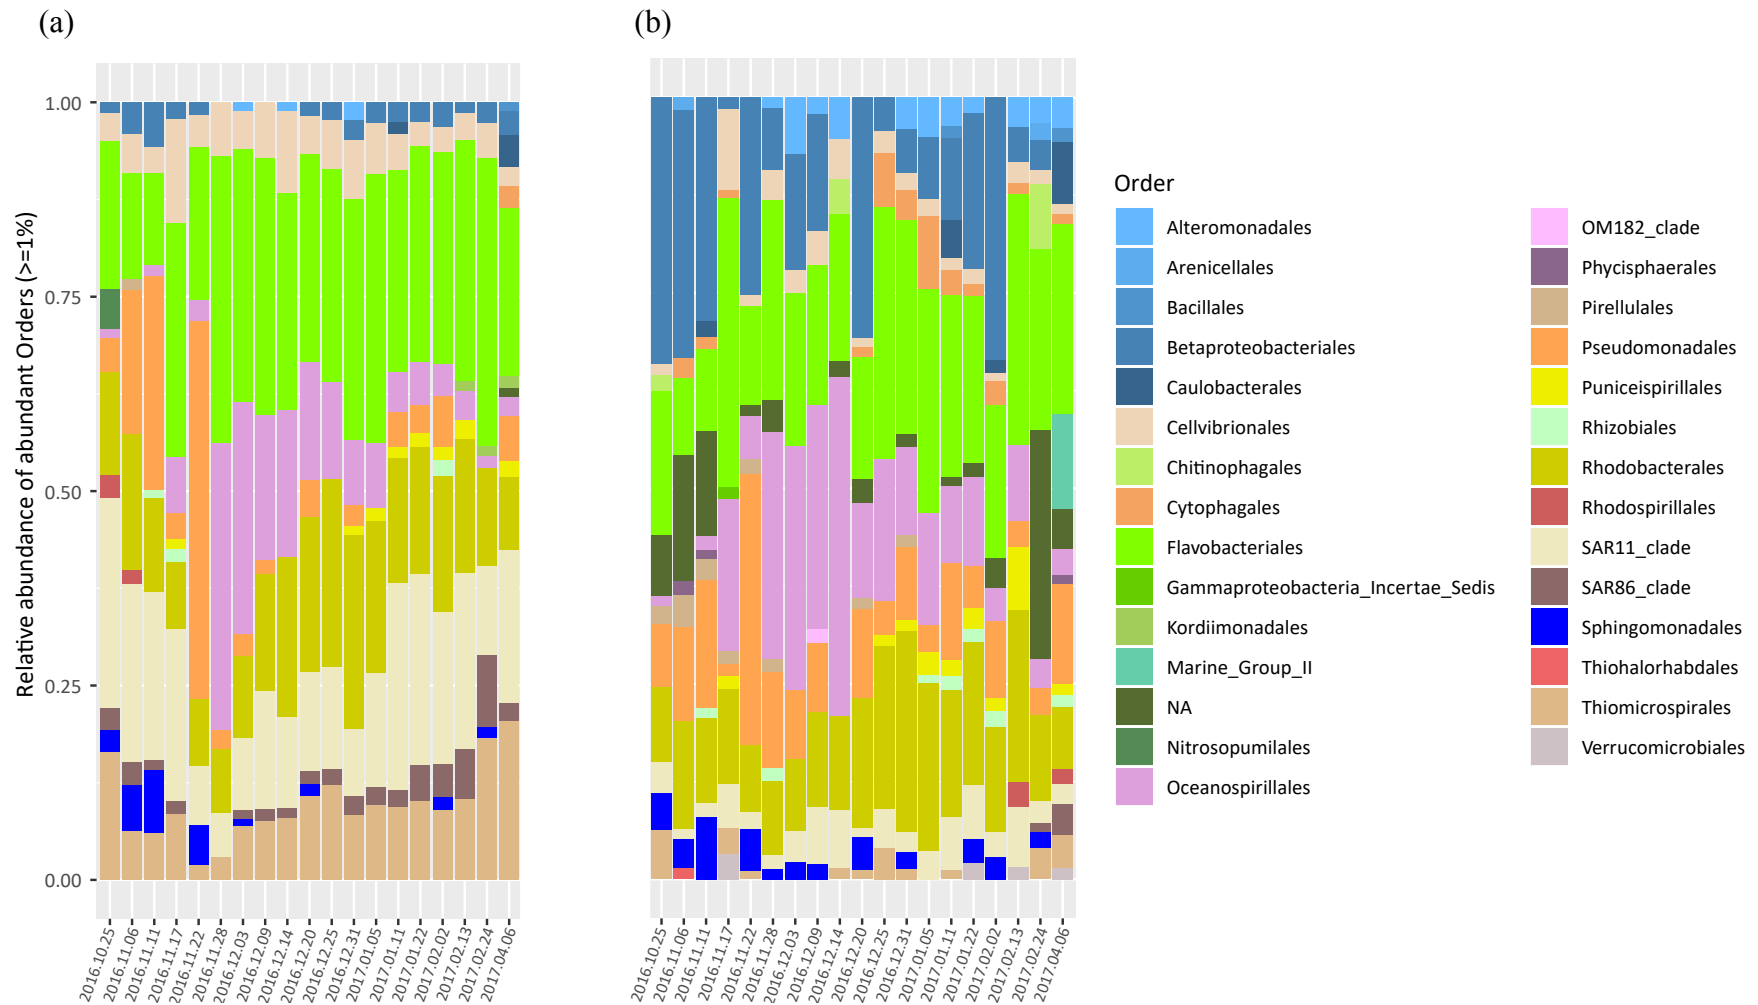 (a)
(b)
Relative abundance of abundant Orders (>=1%)
1.00
0.75
0.50
0.25
0.00
2016.10.25
2016.11.06
2016.11.11
2016.11.17
2016.11.22
2016.11.28
2016.12.03
2016.12.09
2016.12.14
2016.12.20
2016.12.25
2016.12.31
2017.01.05
2017.01.11
2017.01.22
2017.02.02
2017.02.13
2017.02.24
2017.04.06
2016.10.25
2016.11.06
2016.11.11
2016.11.17
2016.11.22
2016.11.28
2016.12.03
2016.12.09
2016.12.14
2016.12.20
2016.12.25
2016.12.31
2017.01.05
2017.01.11
2017.01.22
2017.02.02
2017.02.13
2017.02.24
2017.04.06
Order
Alteromonadales
Arenicellales
Bacillales
Betaproteobacteriales
Caulobacterales
Cellvibrionales
Chitinophagales
Cytophagales
Flavobacteriales
Gammaproteobacteria_Incertae_Sedis
Kordiimonadales
Marine_Group_II
NA
Nitrosopumilales
Oceanospirillales
OM182_clade
Phycisphaerales
Pirellulales
Pseudomonadales
Puniceispirillales
Rhizobiales
Rhodobacterales
Rhodospirillales
SAR11_clade
SAR86_clade
Sphingomonadales
Thiohalorhabdales
Thiomicrospirales
Verrucomicrobiales